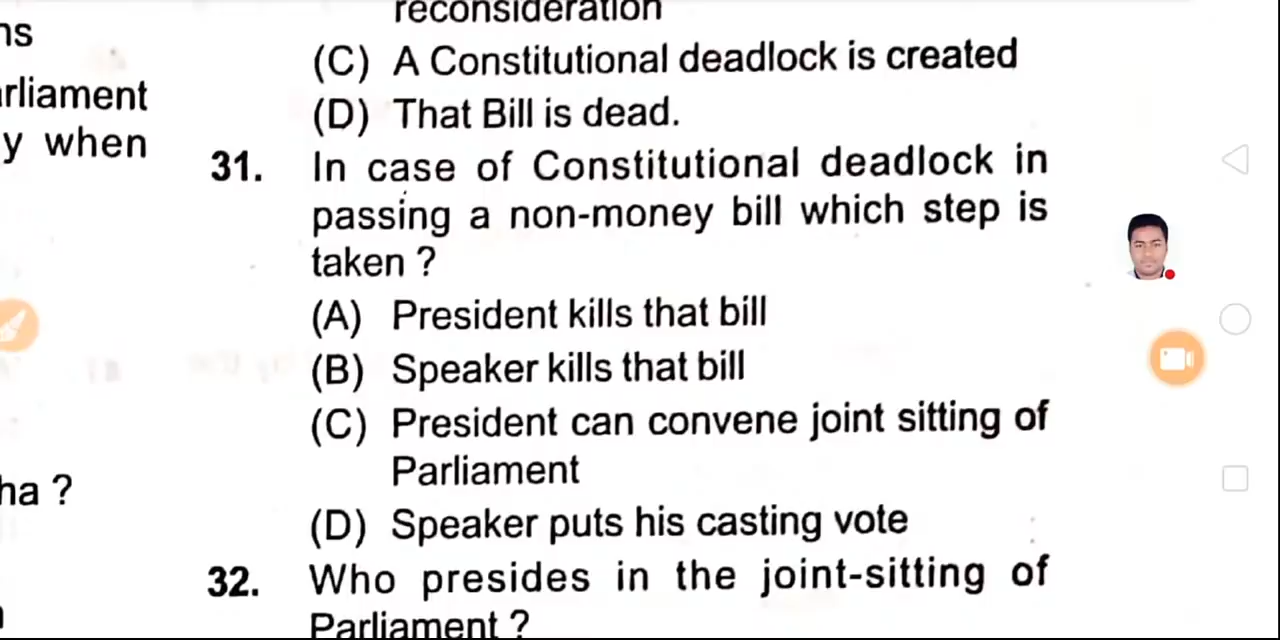 reconsideration
ns
(C) A Constitutional deadlock is created
arliament
(D) That Bill is dead.
y when
31. In case of Constitutional deadlock in
passing a non-money bill which step is
taken ?
(A) President kills that bill
(B) Speaker kills that bill
(C) President can convene joint sitting of
Parliament
ha ?
(D) Speaker puts his casting vote
32. Who presides in the joint-sitting of
Parliament ?